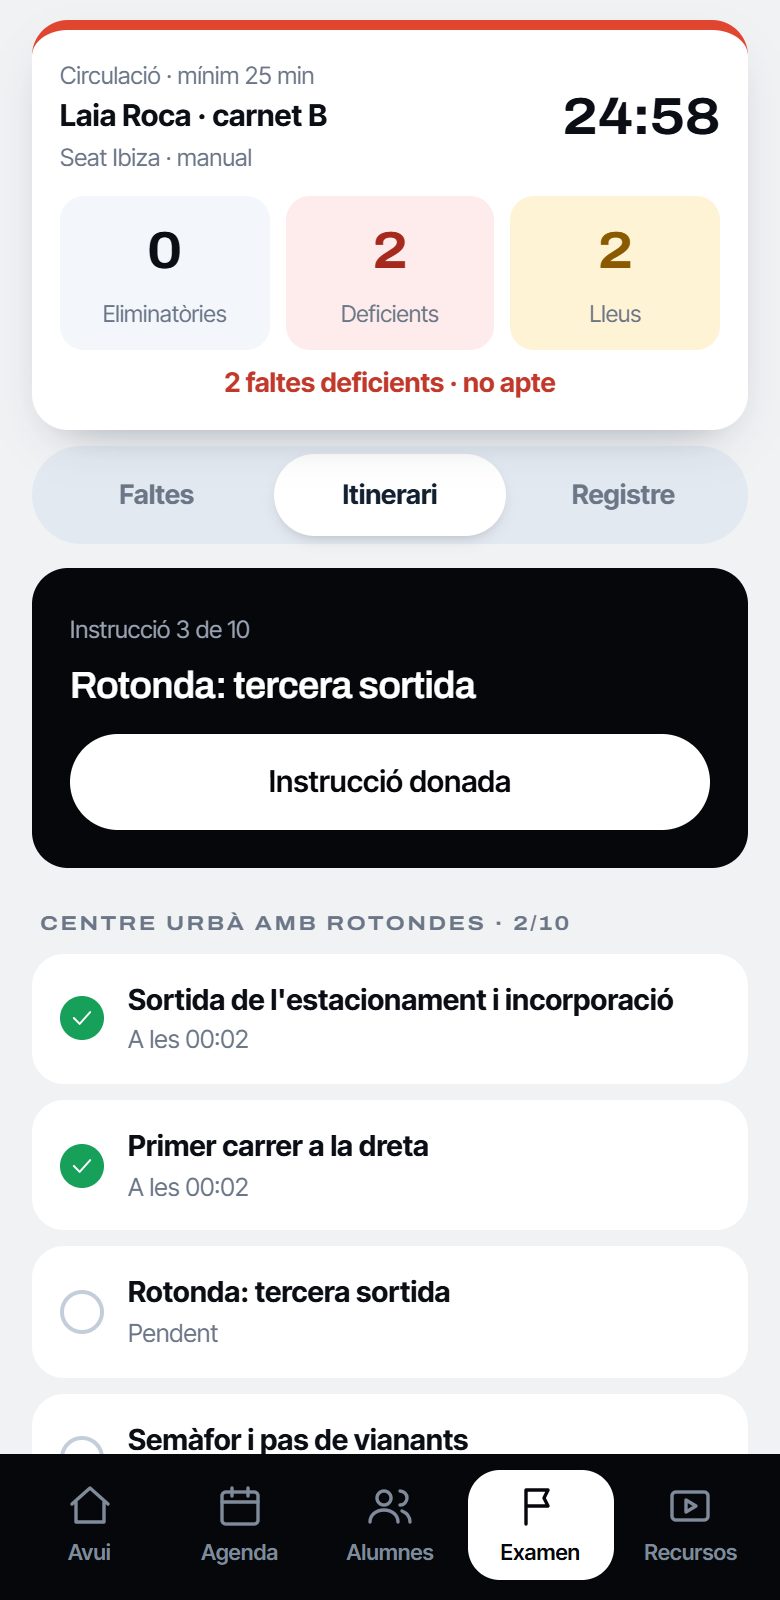 Circulació · mínim 25 min
Laia Roca · carnet B
24:58
Seat Ibiza · manual
0
Eliminatòries
2
Deficients
2
Lleus
2 faltes deficients · no apte
Faltes
Itinerari
Registre
Instrucció 3 de 10
Rotonda: tercera sortida
Instrucció donada
CENTRE URBÀ AMB ROTONDES · 2/10
Sortida de l'estacionament i incorporació
A les 00:02
Primer carrer a la dreta
A les 00:02
Rotonda: tercera sortida
Pendent
Semàfor i pas de vianants
Avui
Agenda
Alumnes
Examen
Recursos